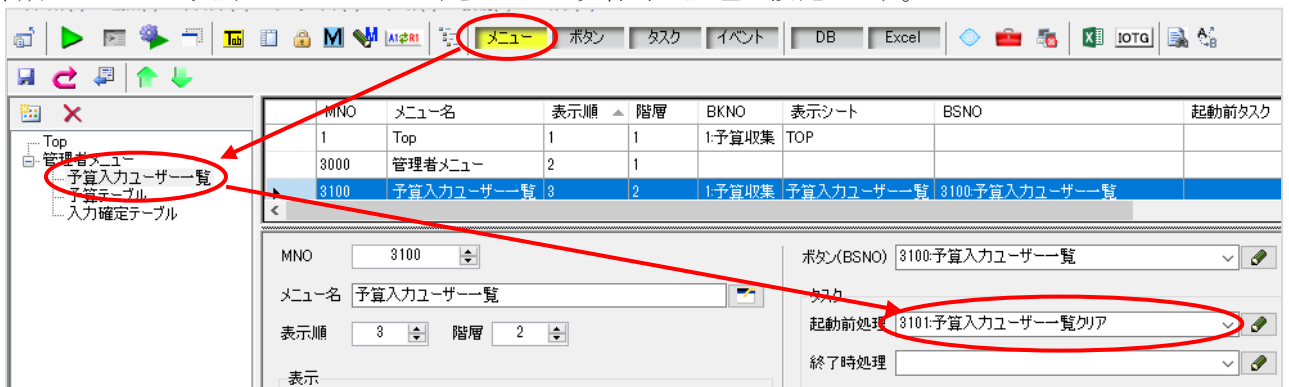 メニュー ボタン タスク イベント DB Excel IOTG
Tab M M A1⇄R1
MNO メニュー名 表示順 階層 BKNO 表示シート BSNO 起動前タスク
1 Top 1 1 1:予算収集 TOP
3000 管理者メニュー 2 1
3100 予算入力ユーザー一覧 3 2 1:予算収集 予算入力ユーザー一覧 3100:予算入力ユーザー一覧
Top
管理者メニュー
予算入力ユーザー一覧
予算テーブル
入力確定テーブル
MNO 3100
メニュー名 予算入力ユーザー一覧
表示順 3 階層 2
表示
ボタン(BSNO) 3100:予算入力ユーザー一覧
タスク
起動前処理 3101:予算入力ユーザー一覧クリア
終了時処理